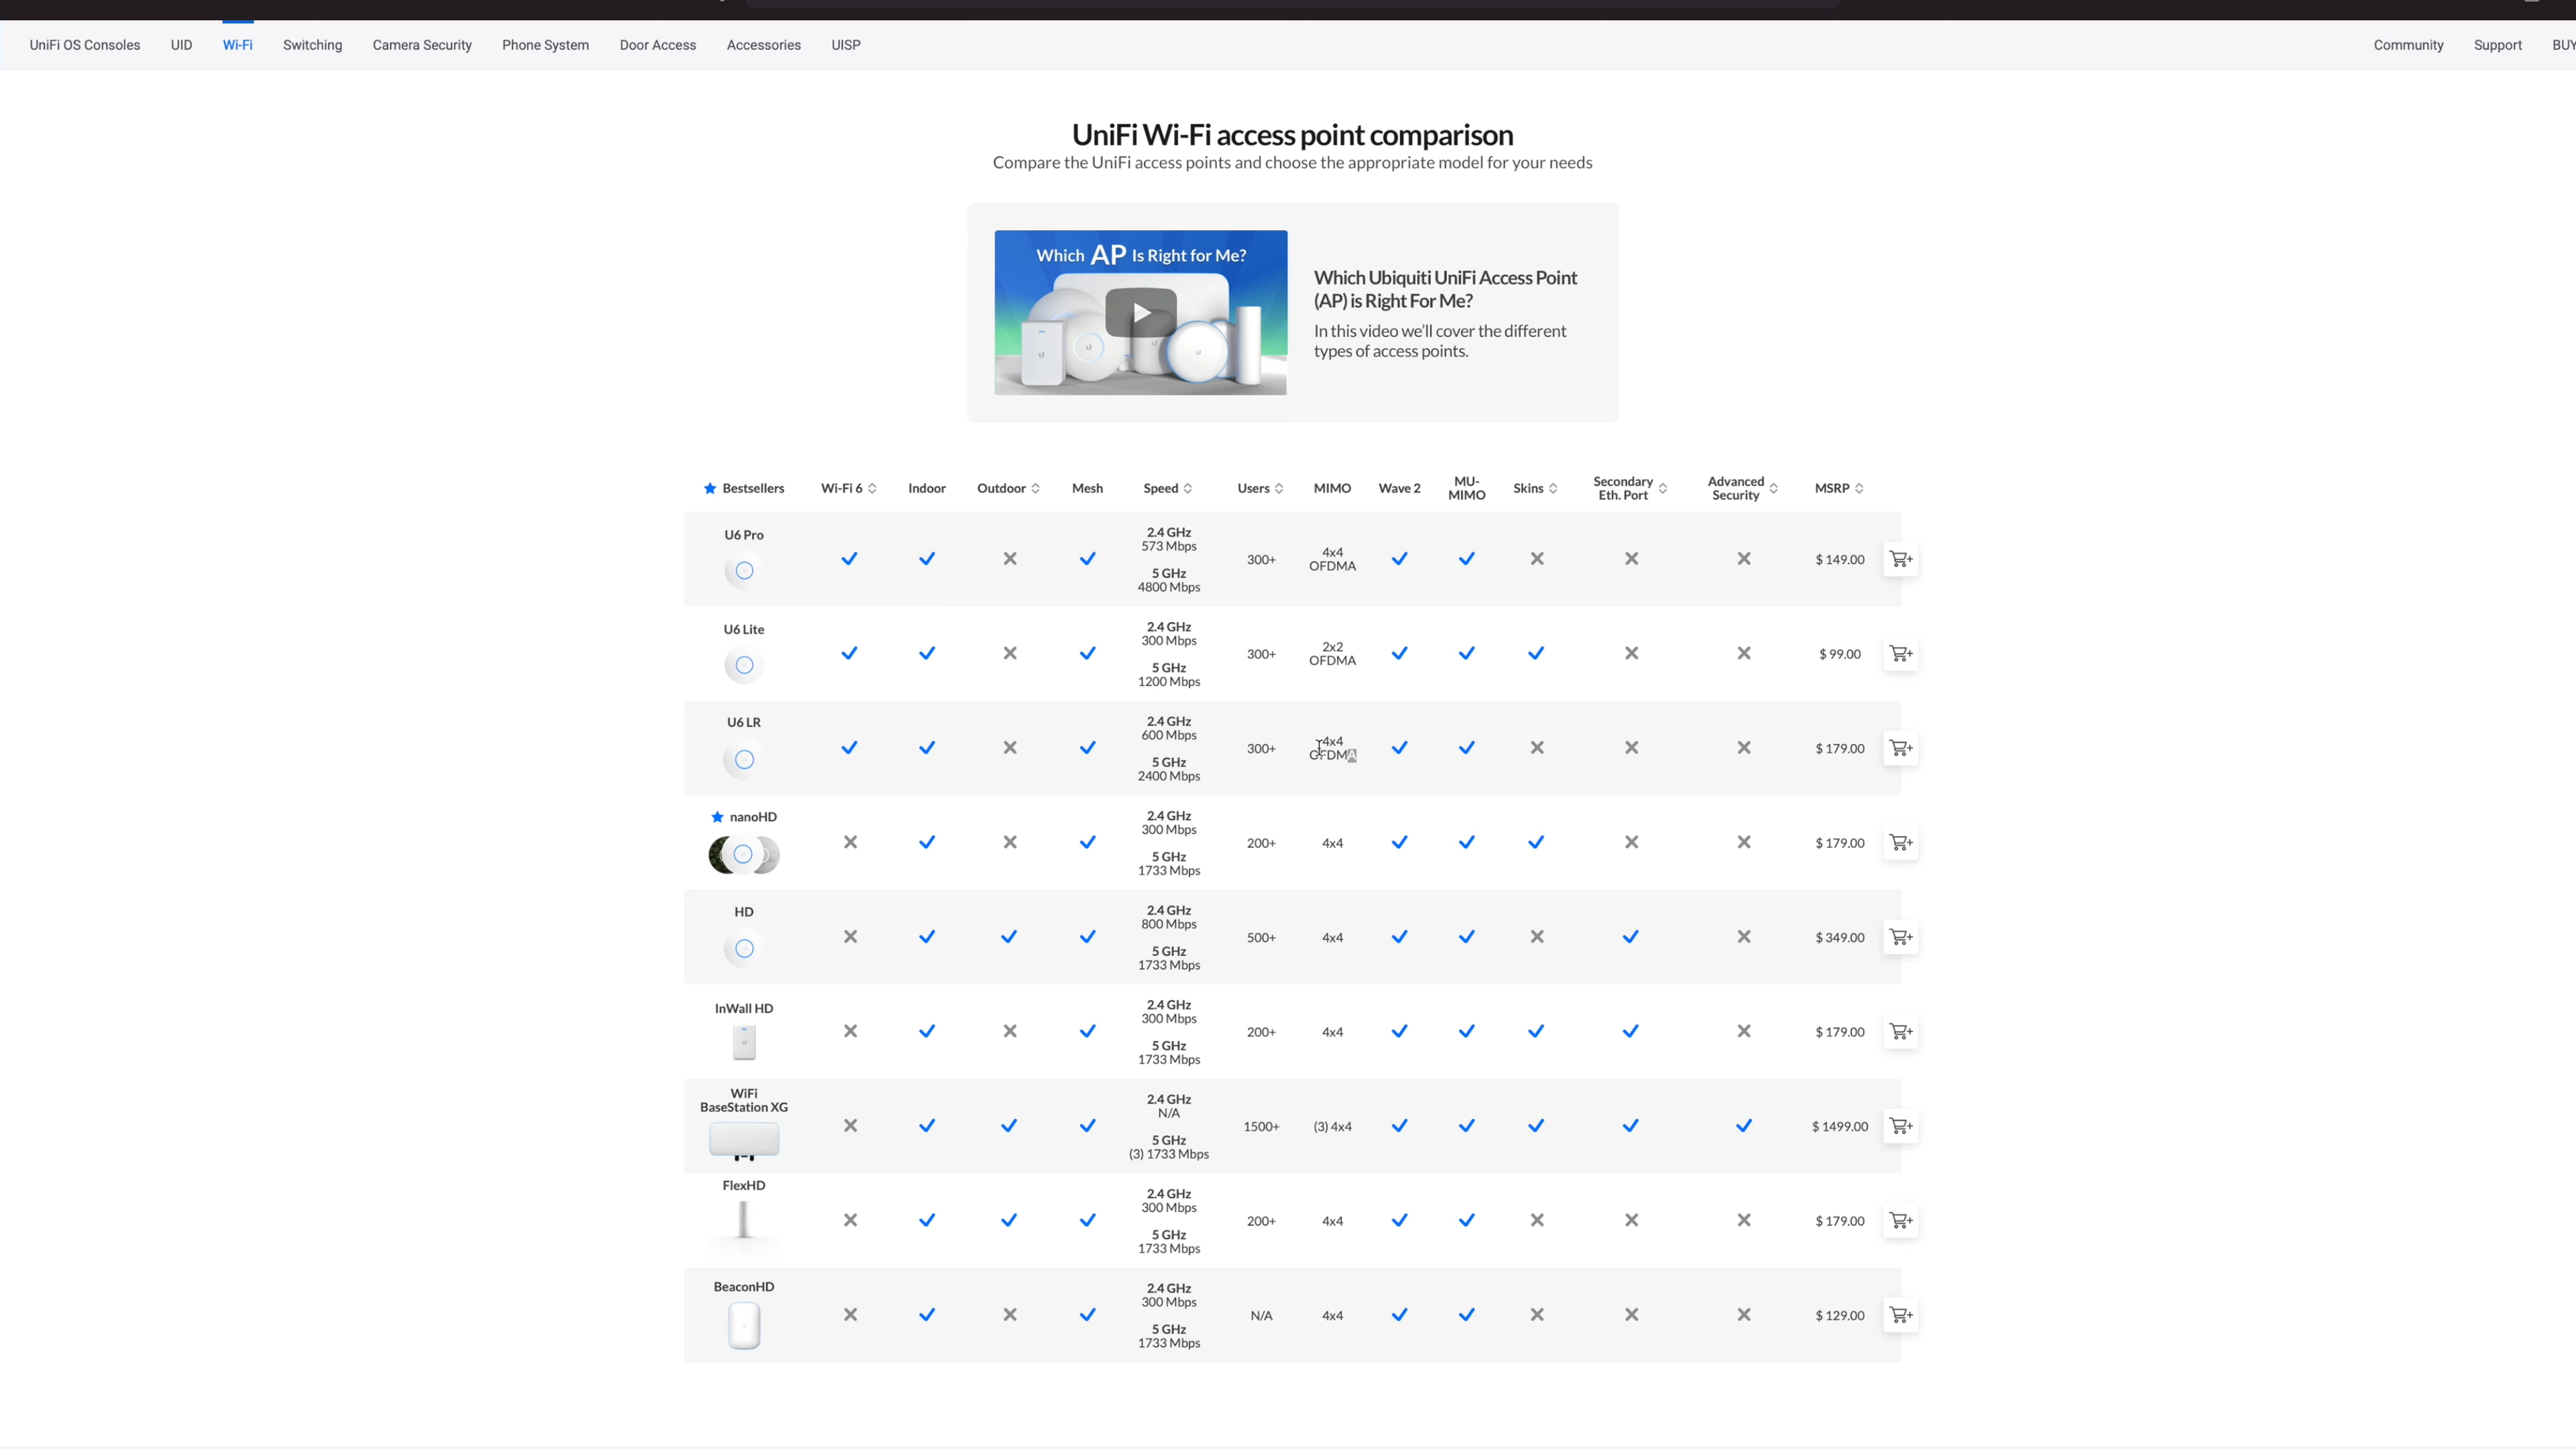 UniFi OS Consoles UID Wi-Fi Switching Camera Security Phone System Door Access Accessories UISP Community Support BUY
UniFi Wi-Fi access point comparison
Compare the UniFi access points and choose the appropriate model for your needs
Which AP Is Right for Me?
Which Ubiquiti UniFi Access Point
(AP) is Right For Me?
In this video we'll cover the different
types of access points.
Bestsellers Wi-Fi 6 Indoor Outdoor Mesh Speed Users MIMO Wave 2 MU-MIMO Skins Secondary Eth. Port Advanced Security MSRP
U6 Pro
2.4 GHz
573 Mbps
5 GHz
4800 Mbps
300+
4x4
OFDMA
$ 149.00
U6 Lite
2.4 GHz
300 Mbps
5 GHz
1200 Mbps
300+
2x2
OFDMA
$ 99.00
U6 LR
2.4 GHz
600 Mbps
5 GHz
2400 Mbps
300+
4x4
OFDMA
$ 179.00
nanoHD
2.4 GHz
300 Mbps
5 GHz
1733 Mbps
200+
4x4
$ 179.00
HD
2.4 GHz
800 Mbps
5 GHz
1733 Mbps
500+
4x4
$ 349.00
InWall HD
2.4 GHz
300 Mbps
5 GHz
1733 Mbps
200+
4x4
$ 179.00
WiFi
BaseStation XG
2.4 GHz
N/A
5 GHz
(3) 1733 Mbps
1500+
(3) 4x4
$ 1499.00
FlexHD
2.4 GHz
300 Mbps
5 GHz
1733 Mbps
200+
4x4
$ 179.00
BeaconHD
2.4 GHz
300 Mbps
5 GHz
1733 Mbps
N/A
4x4
$ 129.00